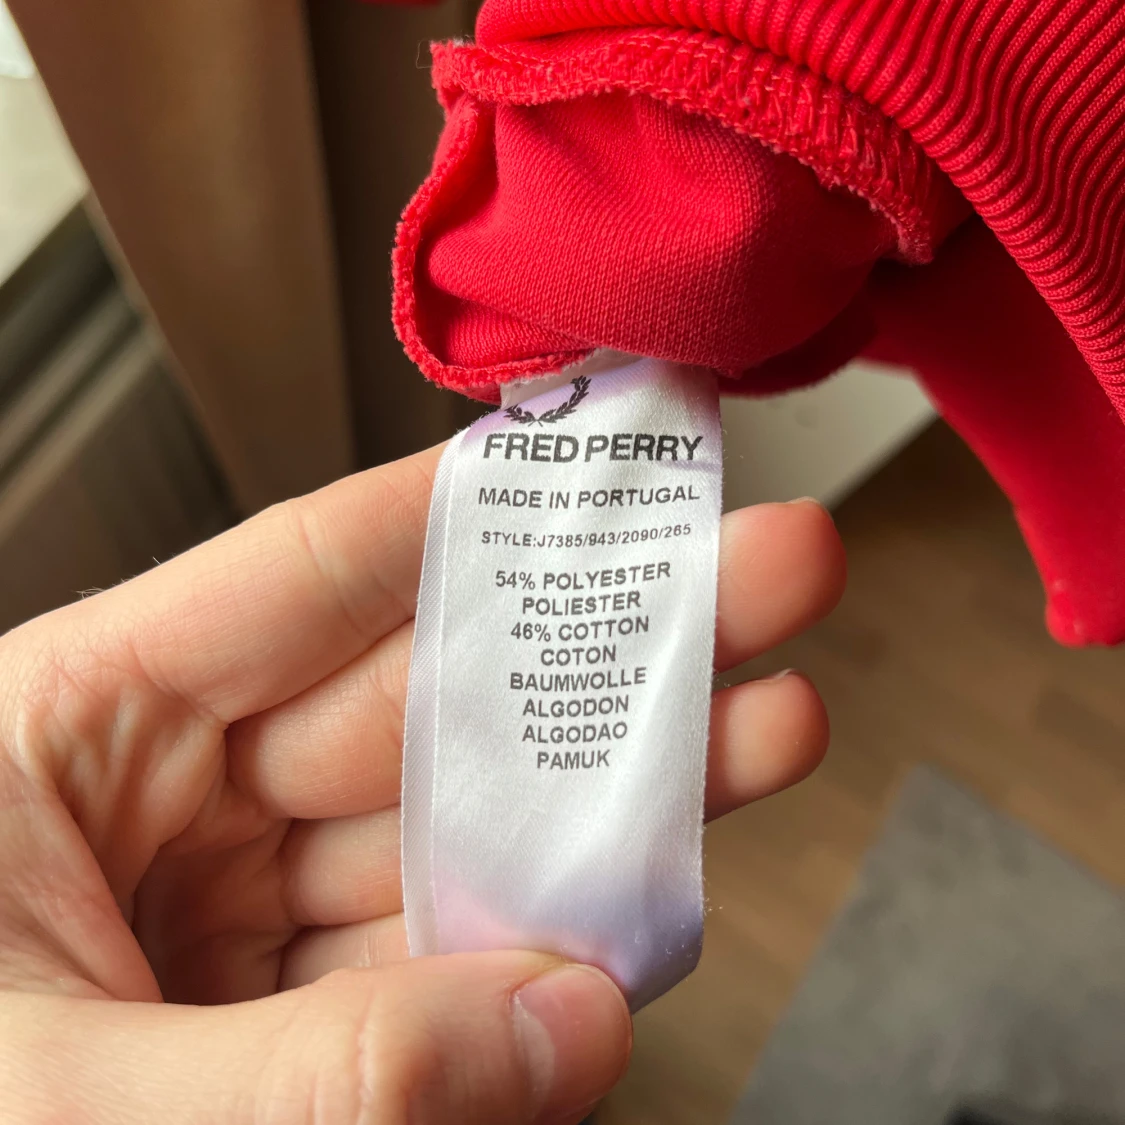 FRED PERRY
MADE IN PORTUGAL
STYLE:J7385/943/2090/265
54% POLYESTER
POLIESTER
46% COTTON
COTON
BAUMWOLLE
ALGODON
ALGODAO
PAMUK